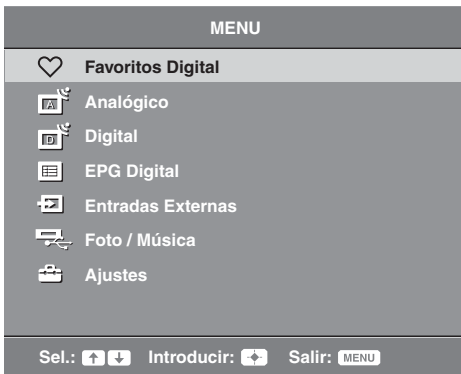 MENU
Favoritos Digital
Analógico
Digital
EPG Digital
Entradas Externas
Foto / Música
Ajustes
Sel.: Introducir: Salir: MENU